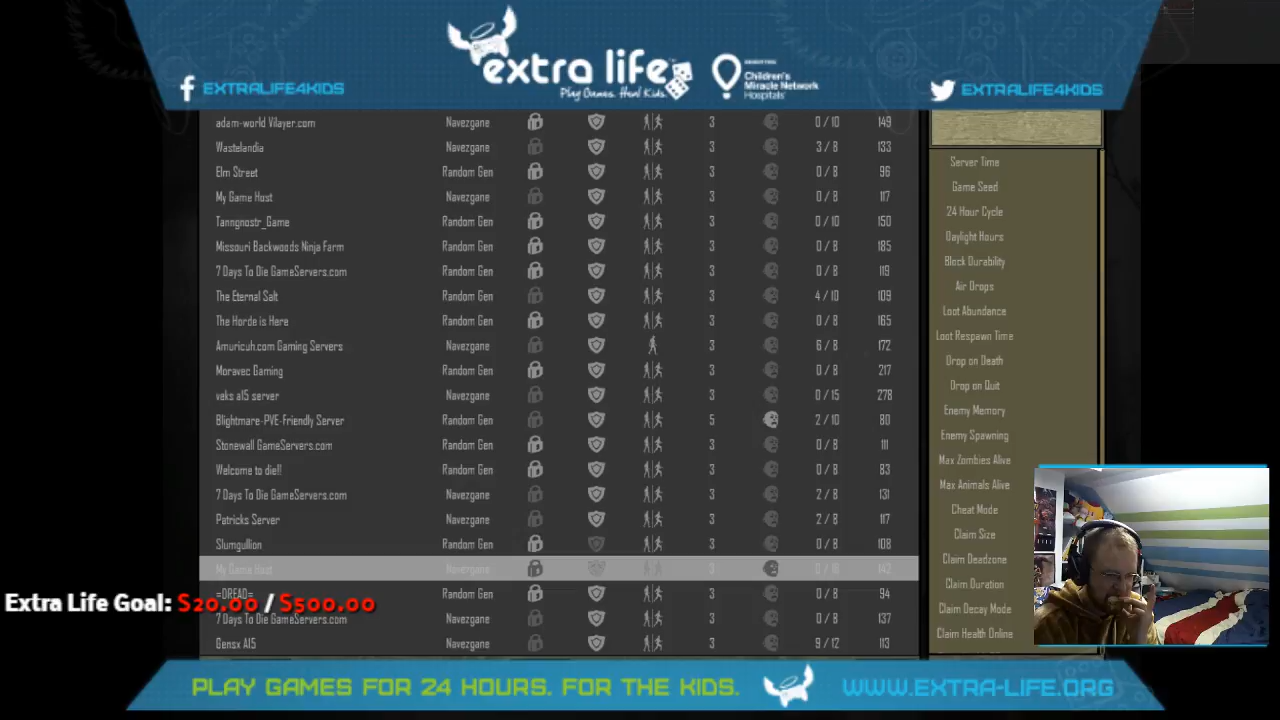 extra life
Play Games. Heal Kids.
BENEFITING
Children's
Miracle Network
Hospitals
EXTRALIFE4KIDS
EXTRALIFE4KIDS
adam-world Vilayer.com Navezgane 3 0 / 10 149
Wastelandia Navezgane 3 3 / 8 133
Elm Street Random Gen 3 0 / 8 96
My Game Host Navezgane 3 0 / 8 117
Tanngnostr_Game Random Gen 3 0 / 10 150
Missouri Backwoods Ninja Farm Random Gen 3 0 / 8 185
7 Days To Die GameServers.com Random Gen 3 0 / 8 119
The Eternal Salt Random Gen 3 4 / 10 109
The Horde is Here Random Gen 3 0 / 8 165
Amuricuh.com Gaming Servers Navezgane 3 6 / 8 172
Moravec Gaming Random Gen 3 0 / 8 217
veks a15 server Navezgane 3 0 / 15 278
Blightmare-PVE-Friendly Server Random Gen 5 2 / 10 80
Stonewall GameServers.com Random Gen 3 0 / 8 111
Welcome to die!! Random Gen 3 0 / 8 83
7 Days To Die GameServers.com Navezgane 3 2 / 8 131
Patricks Server Navezgane 3 2 / 8 117
Slumgullion Random Gen 3 0 / 8 108
My Game Host Navezgane 3 142
=DREAD= Random Gen 3 0 / 8 94
7 Days To Die GameServers.com Navezgane 3 0 / 8 137
Gensx A15 Navezgane 3 9 / 12 113
Server Time
Game Seed
24 Hour Cycle
Daylight Hours
Block Durability
Air Drops
Loot Abundance
Loot Respawn Time
Drop on Death
Drop on Quit
Enemy Memory
Enemy Spawning
Max Zombies Alive
Max Animals Alive
Cheat Mode
Claim Size
Claim Deadzone
Claim Duration
Claim Decay Mode
Claim Health Online
Extra Life Goal: $20.00 / $500.00
PLAY GAMES FOR 24 HOURS. FOR THE KIDS.
WWW.EXTRA-LIFE.ORG